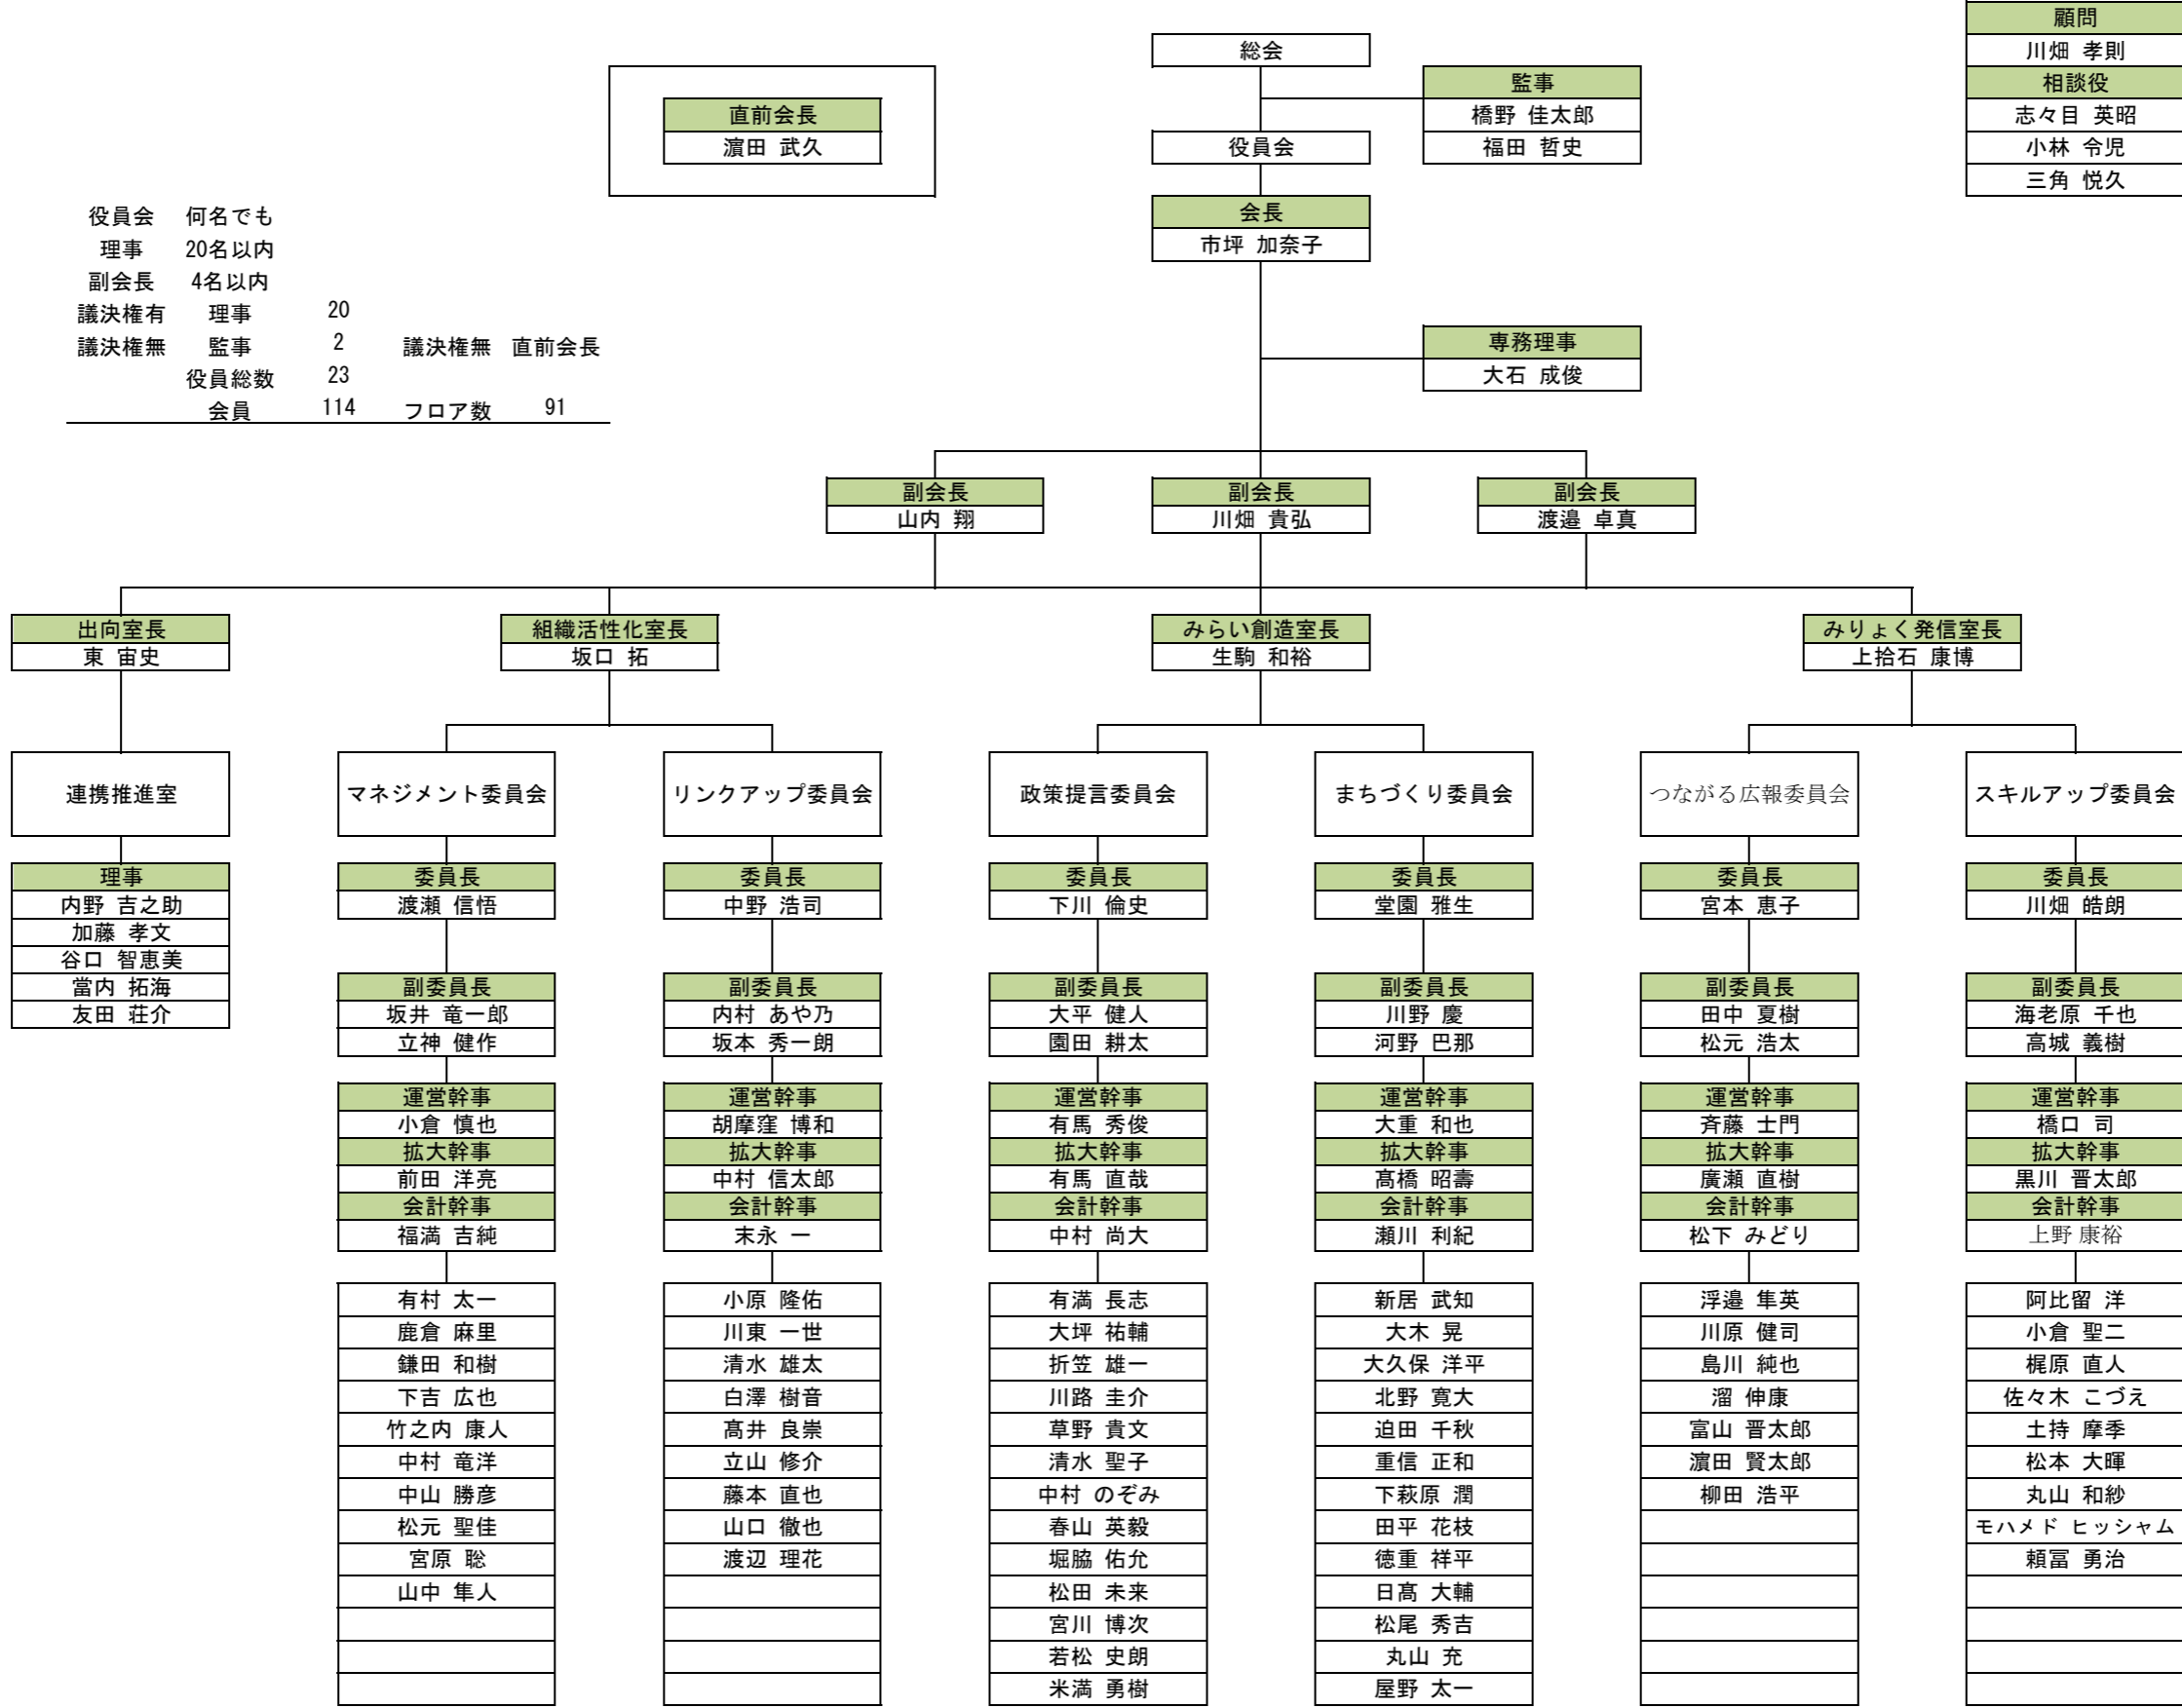 顧問
総会
川畑 孝則
監事
相談役
直前会長
橋野 佳太郎
志々目 英昭
濵田 武久
役員会
福田 哲史
小林 令児
三角 悦久
役員会 何名でも
会長
理事 20名以内
市坪 加奈子
副会長 4名以内
議決権有 理事 20
議決権無 監事 2 議決権無 直前会長
専務理事
役員総数 23
大石 成俊
会員 114 フロア数 91
副会長 副会長 副会長
山内 翔 川畑 貴弘 渡邉 卓真
出向室長 組織活性化室長 みらい創造室長 みりょく発信室長
東 宙史 坂口 拓 生駒 和裕 上拾石 康博
連携推進室 マネジメント委員会 リンクアップ委員会 政策提言委員会 まちづくり委員会 つながる広報委員会 スキルアップ委員会
理事 委員長 委員長 委員長 委員長 委員長 委員長
内野 吉之助 渡瀬 信悟 中野 浩司 下川 倫史 堂園 雅生 宮本 恵子 川畑 皓朗
加藤 孝文
谷口 智恵美
當内 拓海 副委員長 副委員長 副委員長 副委員長 副委員長 副委員長
友田 荘介 坂井 竜一郎 内村 あや乃 大平 健人 川野 慶 田中 夏樹 海老原 千也
立神 健作 坂本 秀一朗 園田 耕太 河野 巴那 松元 浩太 高城 義樹
運営幹事 運営幹事 運営幹事 運営幹事 運営幹事 運営幹事
小倉 慎也 胡摩窪 博和 有馬 秀俊 大重 和也 斉藤 士門 橋口 司
拡大幹事 拡大幹事 拡大幹事 拡大幹事 拡大幹事 拡大幹事
前田 洋亮 中村 信太郎 有馬 直哉 髙橋 昭壽 廣瀬 直樹 黒川 晋太郎
会計幹事 会計幹事 会計幹事 会計幹事 会計幹事 会計幹事
福満 吉純 末永 一 中村 尚大 瀬川 利紀 松下 みどり 上野 康裕
有村 太一 小原 隆佑 有満 長志 新居 武知 浮邉 隼英 阿比留 洋
鹿倉 麻里 川東 一世 大坪 祐輔 大木 晃 川原 健司 小倉 聖二
鎌田 和樹 清水 雄太 折笠 雄一 大久保 洋平 島川 純也 梶原 直人
下吉 広也 白澤 樹音 川路 圭介 北野 寛大 溜 伸康 佐々木 こづえ
竹之内 康人 髙井 良崇 草野 貴文 迫田 千秋 富山 晋太郎 土持 摩季
中村 竜洋 立山 修介 清水 聖子 重信 正和 濵田 賢太郎 松本 大暉
中山 勝彦 藤本 直也 中村 のぞみ 下萩原 潤 柳田 浩平 丸山 和紗
松元 聖佳 山口 徹也 春山 英毅 田平 花枝 モハメド ヒッシャム
宮原 聡 渡辺 理花 堀脇 佑允 徳重 祥平 頼冨 勇治
山中 隼人 松田 未来 日髙 大輔
宮川 博次 松尾 秀吉
若松 史朗 丸山 充
米満 勇樹 屋野 太一